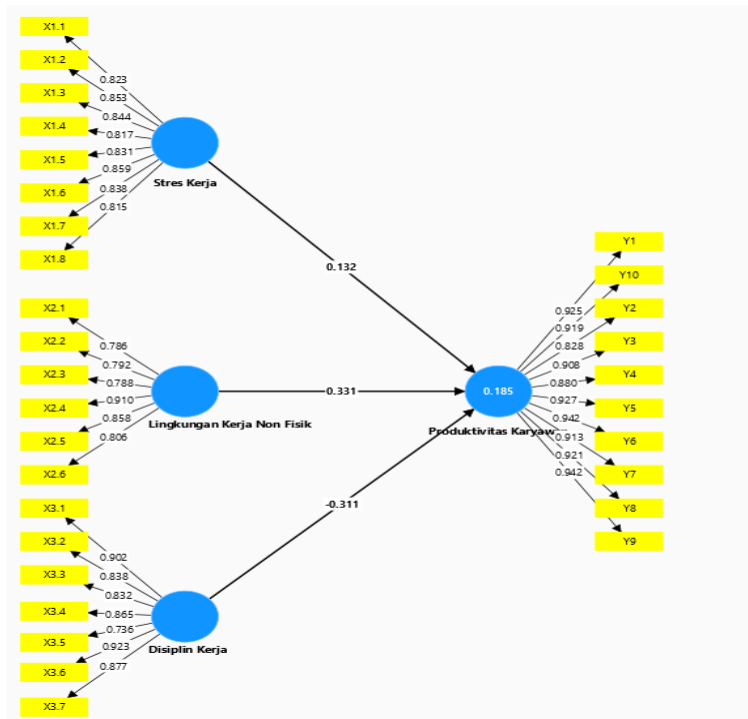 X1.1
X1.2
X1.3
X1.4
X1.5
X1.6
X1.7
X1.8
0.823
0.853
0.844
0.817
0.831
0.859
0.838
0.815
Stres Kerja
0.132
X2.1
X2.2
X2.3
X2.4
X2.5
X2.6
0.786
0.792
0.788
0.910
0.858
0.806
Lingkungan Kerja Non Fisik
0.331
X3.1
X3.2
X3.3
X3.4
X3.5
X3.6
X3.7
0.902
0.838
0.832
0.865
0.736
0.923
0.877
Disiplin Kerja
-0.311
0.185
Produktivitas Karyaw
0.925
0.919
0.828
0.908
0.880
0.927
0.942
0.913
0.921
0.942
Y1
Y10
Y2
Y3
Y4
Y5
Y6
Y7
Y8
Y9